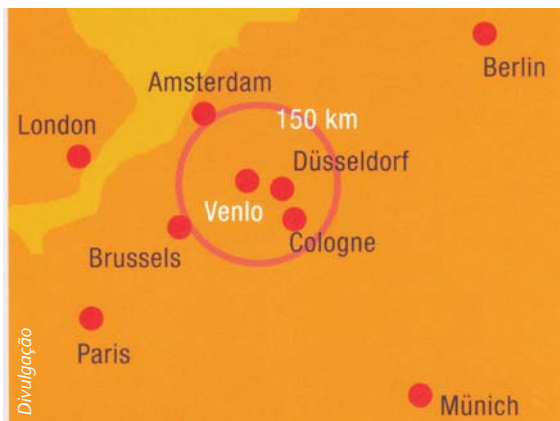 Berlin
Amsterdam
150 km
London
Düsseldorf
Venlo
Cologne
Brussels
Paris
Münich
Divulgação